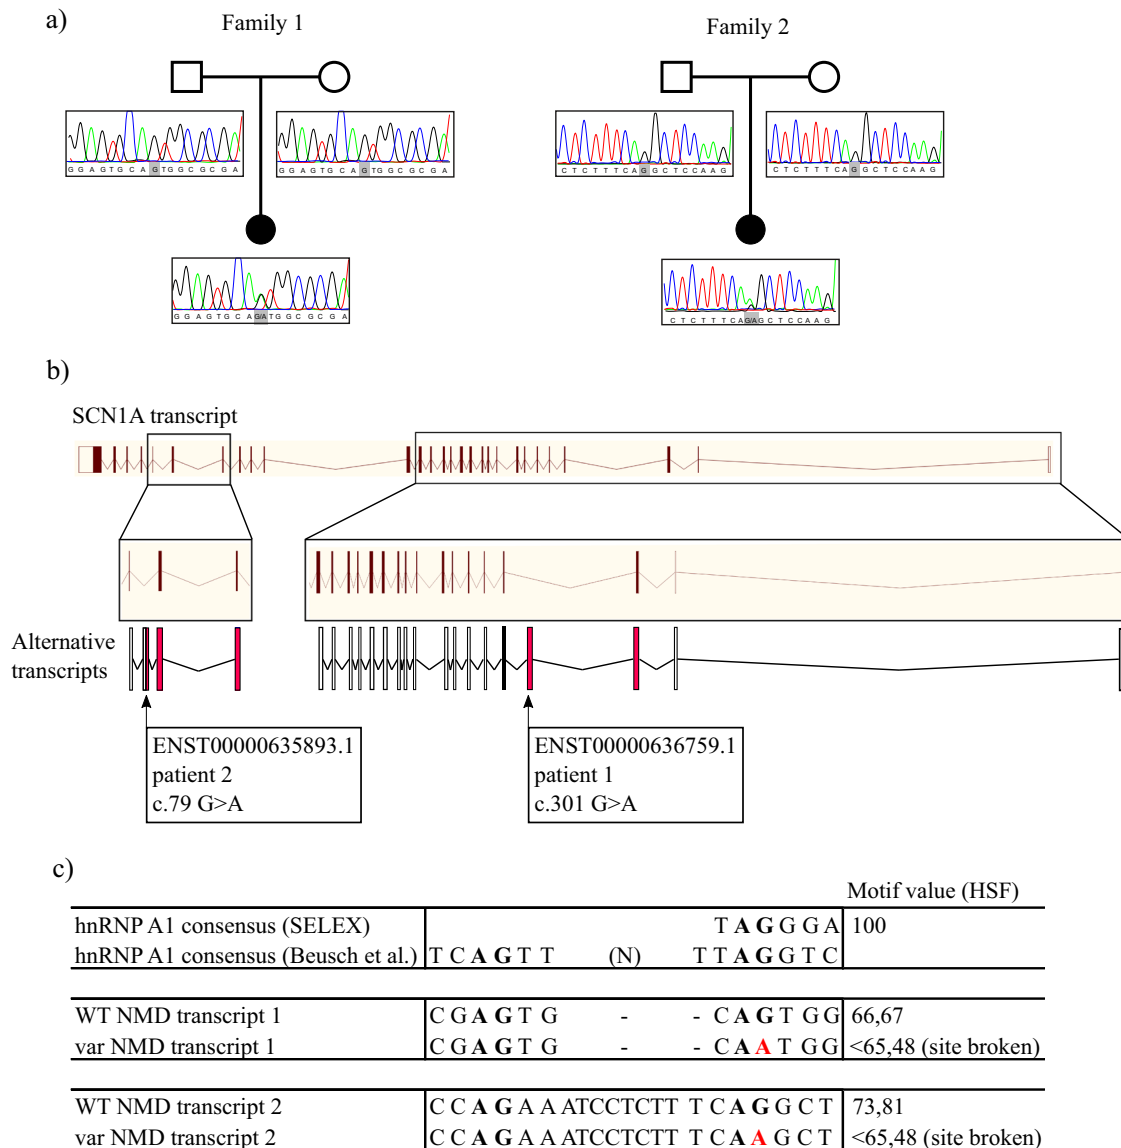 a)
Family 1
Family 2
G G A G T G C A G T G G C G C G A
G G A G T G C A G T G G C G C G A
C T C T T T C A G G C T C C A A G
C T C T T T C A G G C T C C A A G
G G A G T G C A G/A T G G C G C G A
C T C T T T C A G/A G C T C C A A G
b)
SCN1A transcript
Alternative
transcripts
ENST00000635893.1
patient 2
c.79 G>A
ENST00000636759.1
patient 1
c.301 G>A
c)
Motif value (HSF)
hnRNP A1 consensus (SELEX) T A G G G A 100
hnRNP A1 consensus (Beusch et al.) T C A G T T (N) T T A G G T C
WT NMD transcript 1 C G A G T G - - C A G T G G 66,67
var NMD transcript 1 C G A G T G - - C A A T G G <65,48 (site broken)
WT NMD transcript 2 C C A G A A ATCCTCTT T C A G G C T 73,81
var NMD transcript 2 C C A G A A ATCCTCTT T C A A G C T <65,48 (site broken)